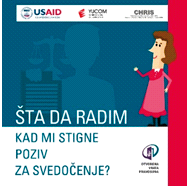 USAID
YUCOM
CHRIS
ŠTA DA RADIM
KAD MI STIGNE
POZIV
ZA SVEDOČENJE?
OTVORENA
VRATA
PRAVOSUĐA